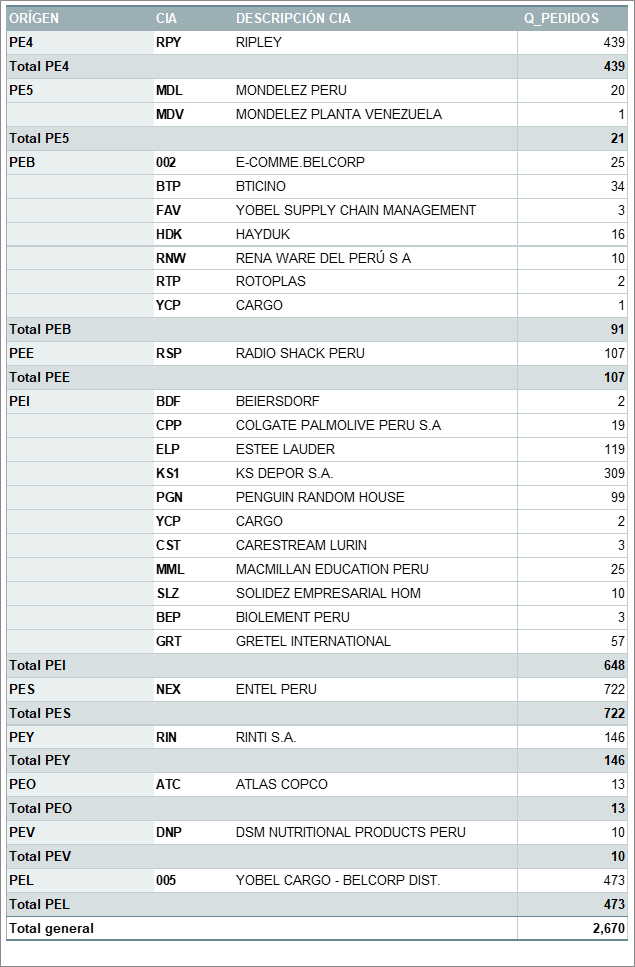 ORÍGEN CIA DESCRIPCIÓN CIA Q_PEDIDOS
PE4 RPY RIPLEY 439
Total PE4 439
PE5 MDL MONDELEZ PERU 20
MDV MONDELEZ PLANTA VENEZUELA 1
Total PE5 21
PEB 002 E-COMME.BELCORP 25
BTP BTICINO 34
FAV YOBEL SUPPLY CHAIN MANAGEMENT 3
HDK HAYDUK 16
RNW RENA WARE DEL PERÚ S A 10
RTP ROTOPLAS 2
YCP CARGO 1
Total PEB 91
PEE RSP RADIO SHACK PERU 107
Total PEE 107
PEI BDF BEIERSDORF 2
CPP COLGATE PALMOLIVE PERU S.A 19
ELP ESTEE LAUDER 119
KS1 KS DEPOR S.A. 309
PGN PENGUIN RANDOM HOUSE 99
YCP CARGO 2
CST CARESTREAM LURIN 3
MML MACMILLAN EDUCATION PERU 25
SLZ SOLIDEZ EMPRESARIAL HOM 10
BEP BIOLEMENT PERU 3
GRT GRETEL INTERNATIONAL 57
Total PEI 648
PES NEX ENTEL PERU 722
Total PES 722
PEY RIN RINTI S.A. 146
Total PEY 146
PEO ATC ATLAS COPCO 13
Total PEO 13
PEV DNP DSM NUTRITIONAL PRODUCTS PERU 10
Total PEV 10
PEL 005 YOBEL CARGO - BELCORP DIST. 473
Total PEL 473
Total general 2,670